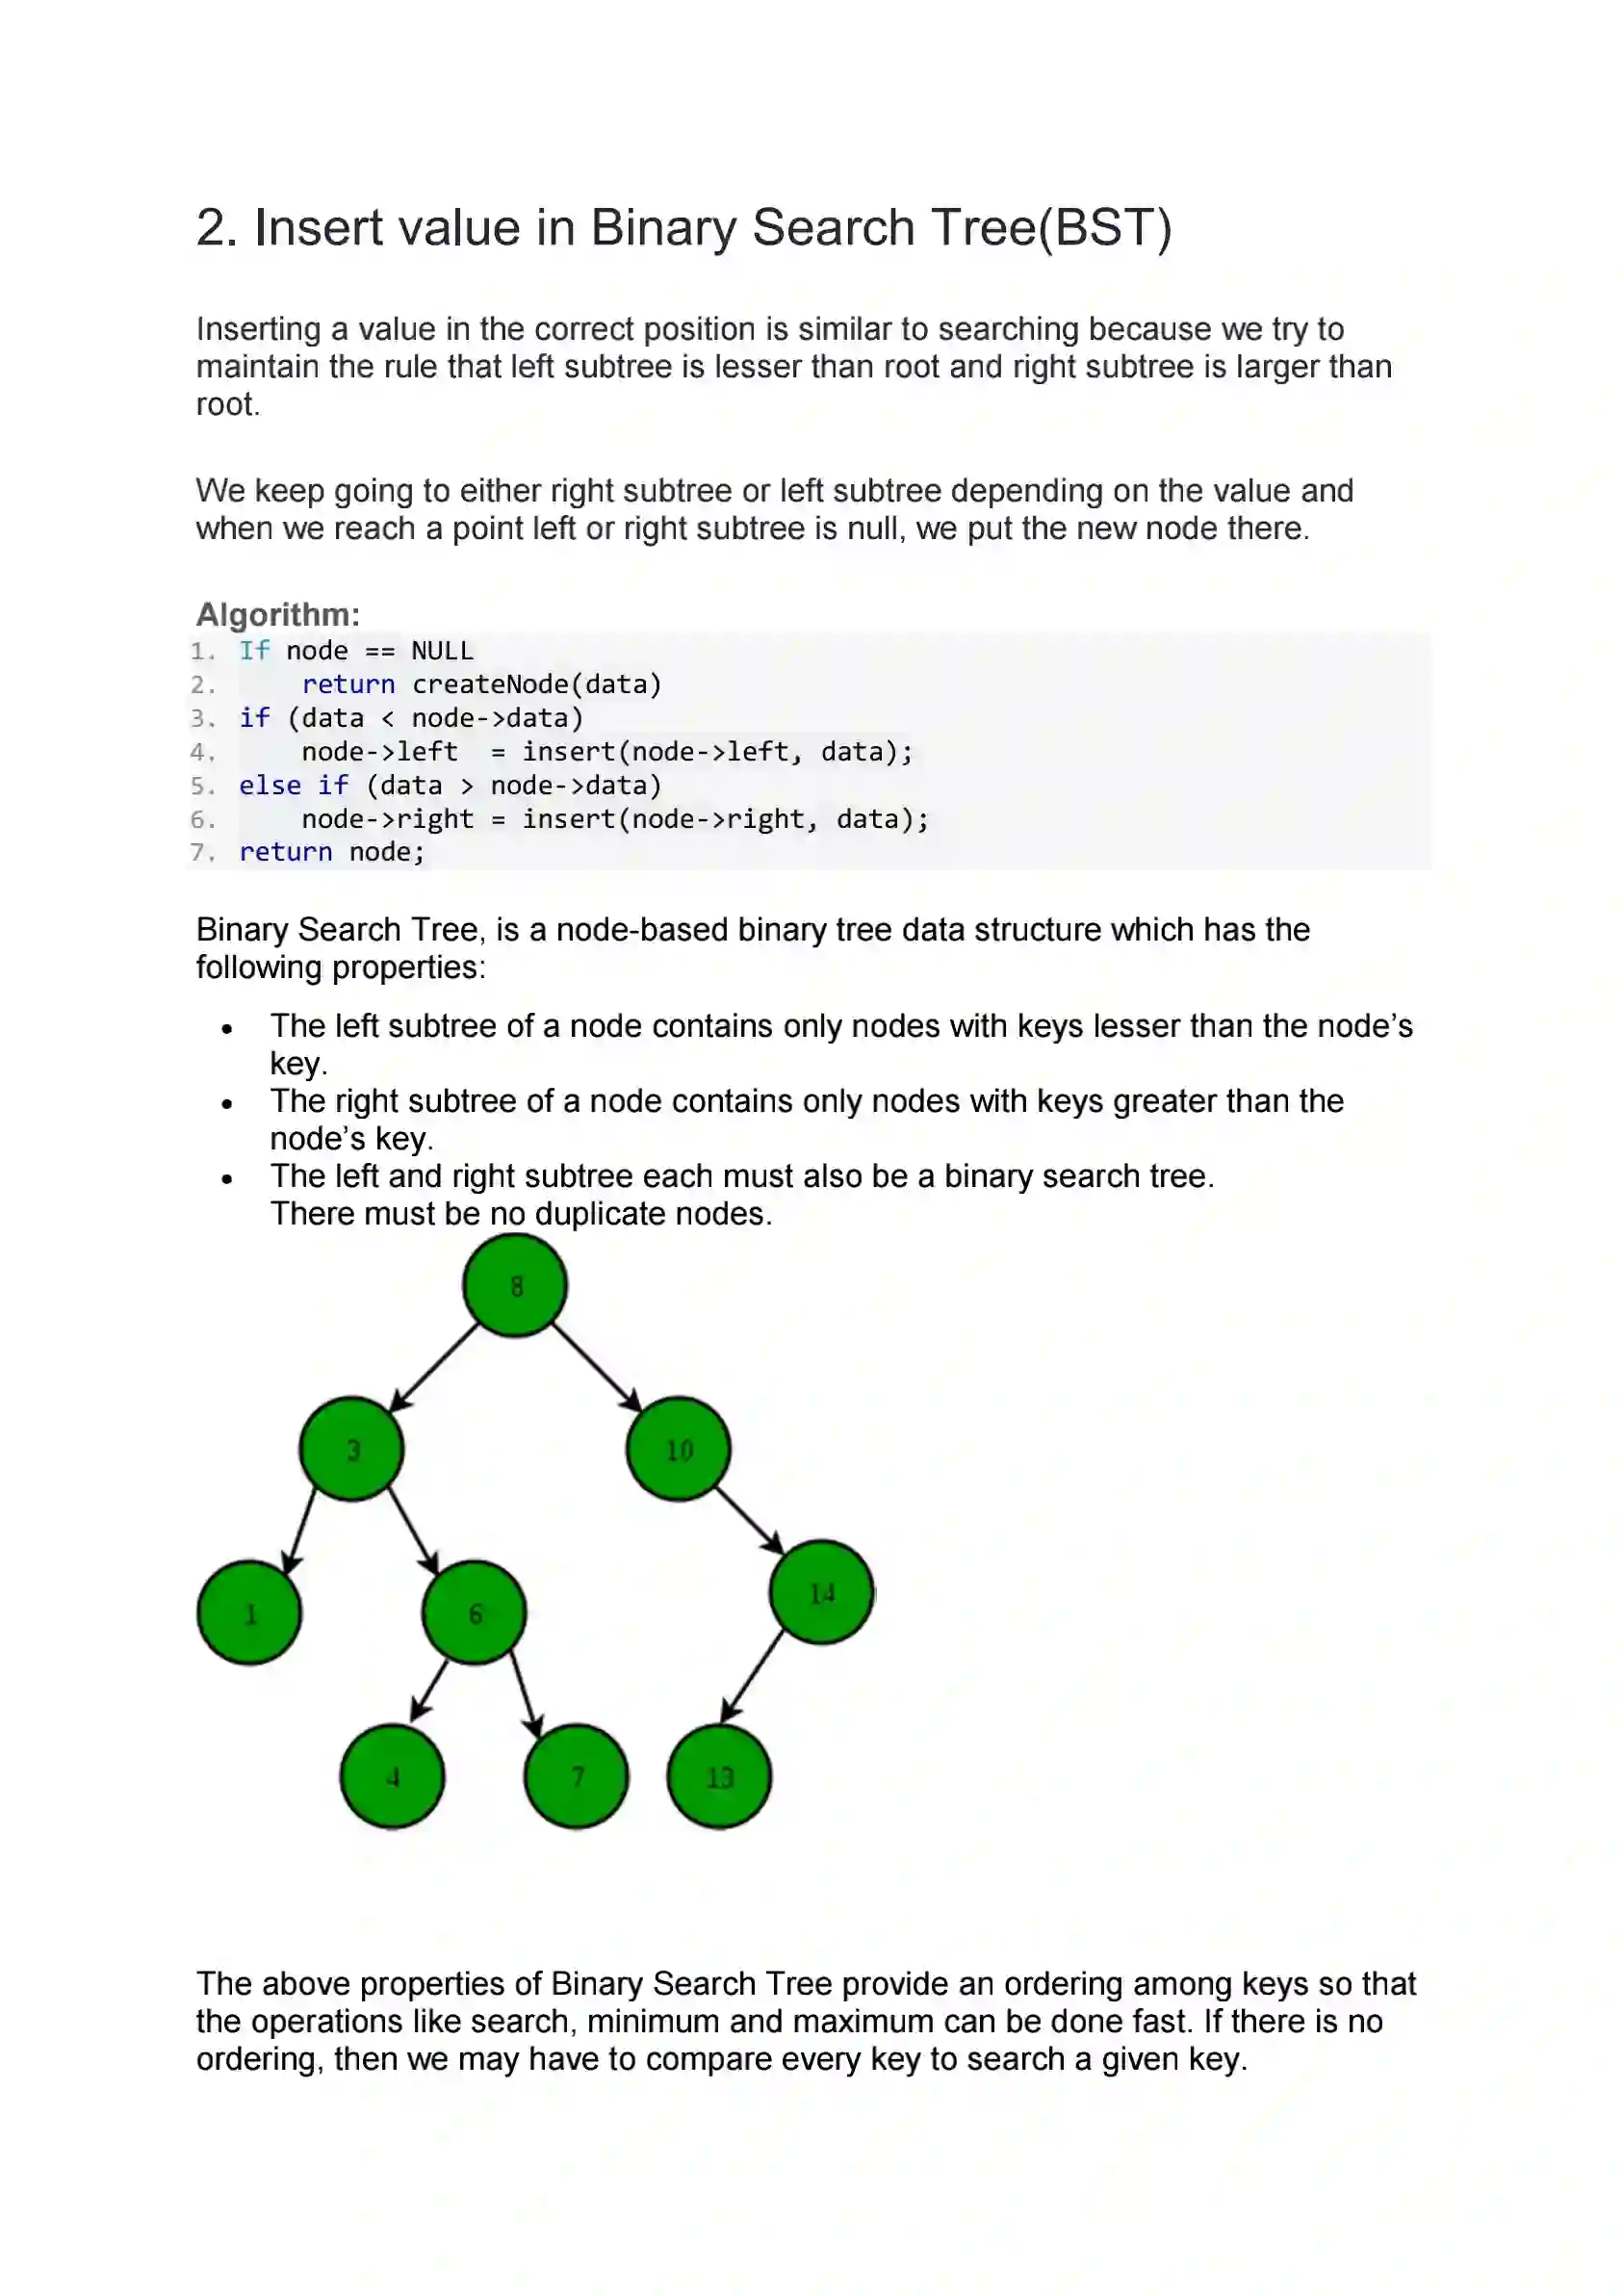 2. Insert value in Binary Search Tree(BST)
Inserting a value in the correct position is similar to searching because we try to
maintain the rule that left subtree is lesser than root and right subtree is larger than
root.
We keep going to either right subtree or left subtree depending on the value and
when we reach a point left or right subtree is null, we put the new node there.
Algorithm:
1. If node == NULL
2.     return createNode(data)
3. if (data < node->data)
4.     node->left  = insert(node->left, data);
5. else if (data > node->data)
6.     node->right = insert(node->right, data);
7. return node;
Binary Search Tree, is a node-based binary tree data structure which has the
following properties:
• The left subtree of a node contains only nodes with keys lesser than the node’s
key.
• The right subtree of a node contains only nodes with keys greater than the
node’s key.
• The left and right subtree each must also be a binary search tree.
There must be no duplicate nodes.
8
3
10
1
6
14
4
7
13
The above properties of Binary Search Tree provide an ordering among keys so that
the operations like search, minimum and maximum can be done fast. If there is no
ordering, then we may have to compare every key to search a given key.